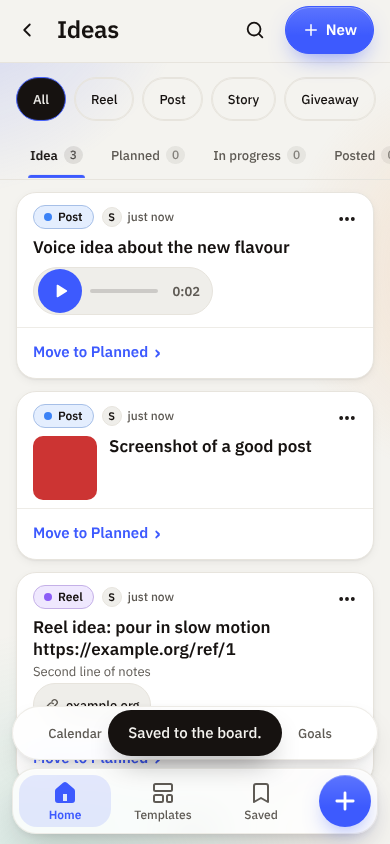 Ideas
New
All
Reel
Post
Story
Giveaway
Idea 3
Planned 0
In progress 0
Posted
Post S just now
Voice idea about the new flavour
0:02
Move to Planned
Post S just now
Screenshot of a good post
Move to Planned
Reel S just now
Reel idea: pour in slow motion
https://example.org/ref/1
Second line of notes
example.org
Calendar
Saved to the board.
Goals
Move to Planned
Home
Templates
Saved